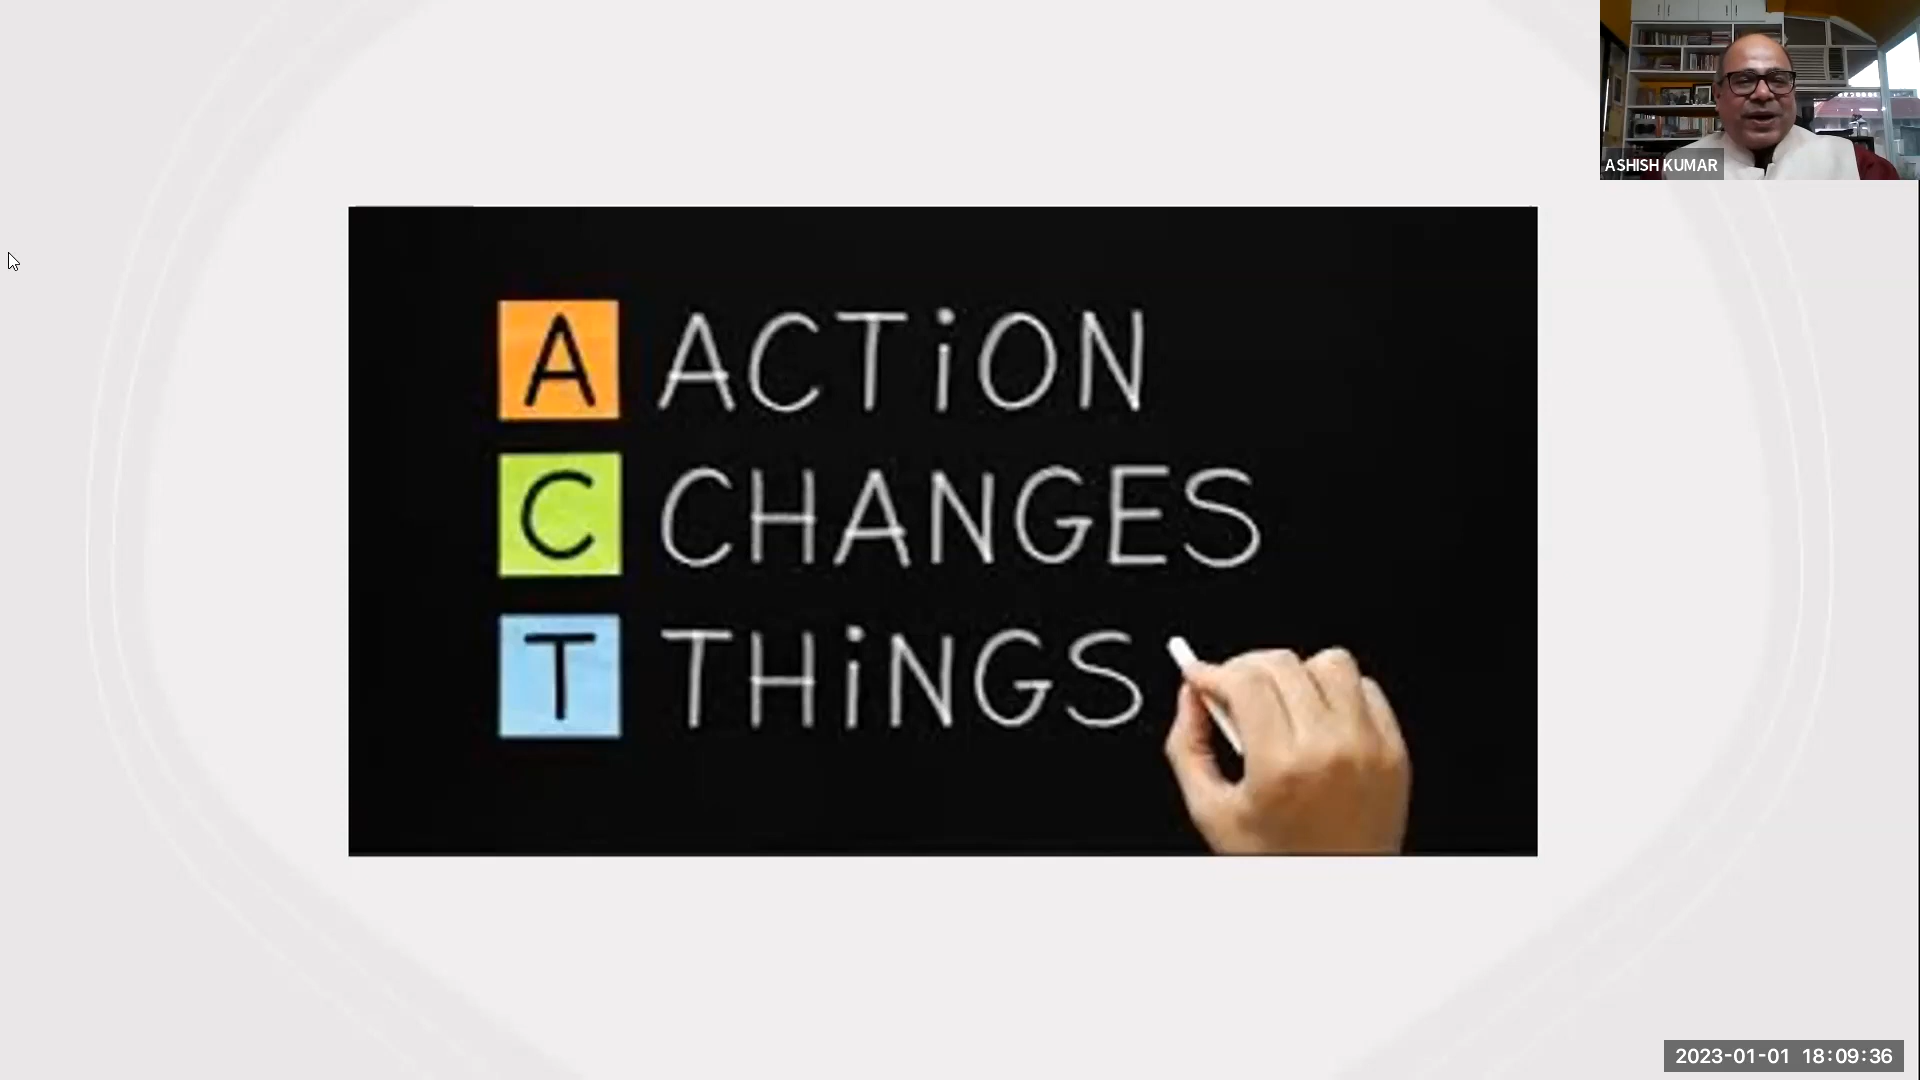 ASHISH KUMAR
A ACTiON
C CHANGES
T THiNGS
2023-01-01 18:09:36